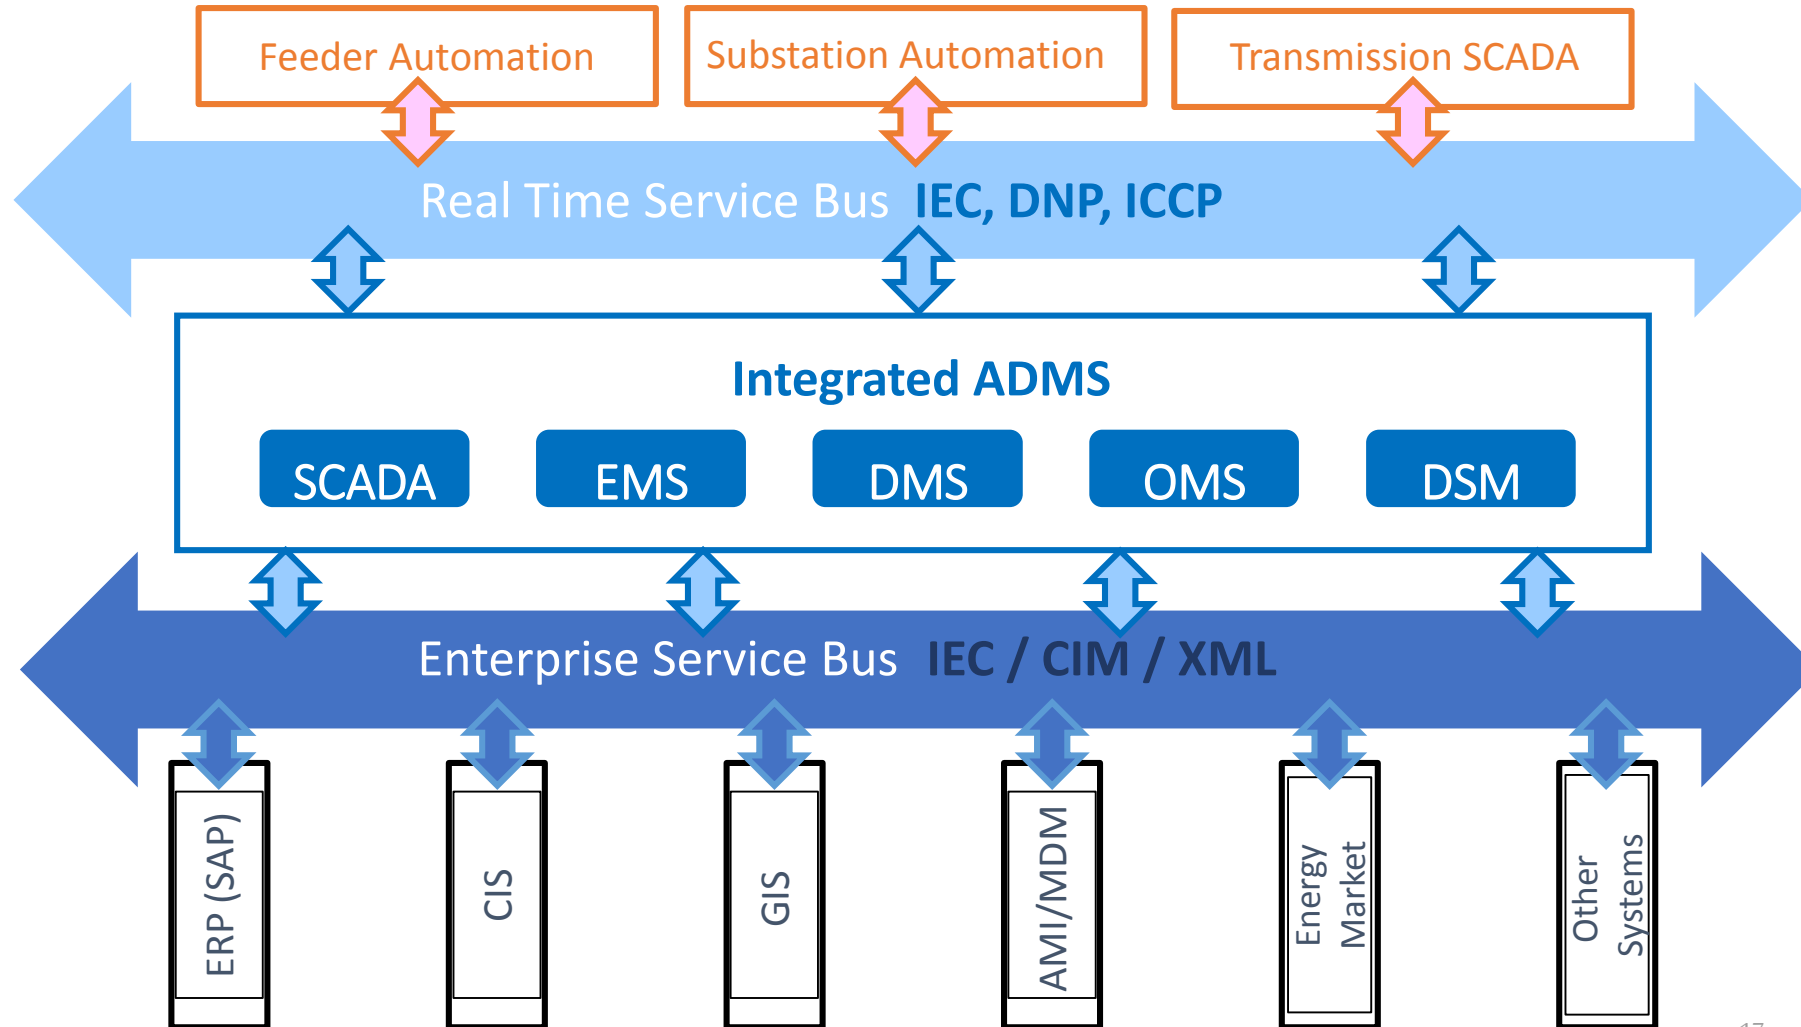 Feeder Automation
Substation Automation
Transmission SCADA
Real Time Service Bus IEC, DNP, ICCP
Integrated ADMS
SCADA
EMS
DMS
OMS
DSM
Enterprise Service Bus IEC / CIM / XML
ERP (SAP)
CIS
GIS
AMI/MDM
Energy
Market
Other
Systems
17